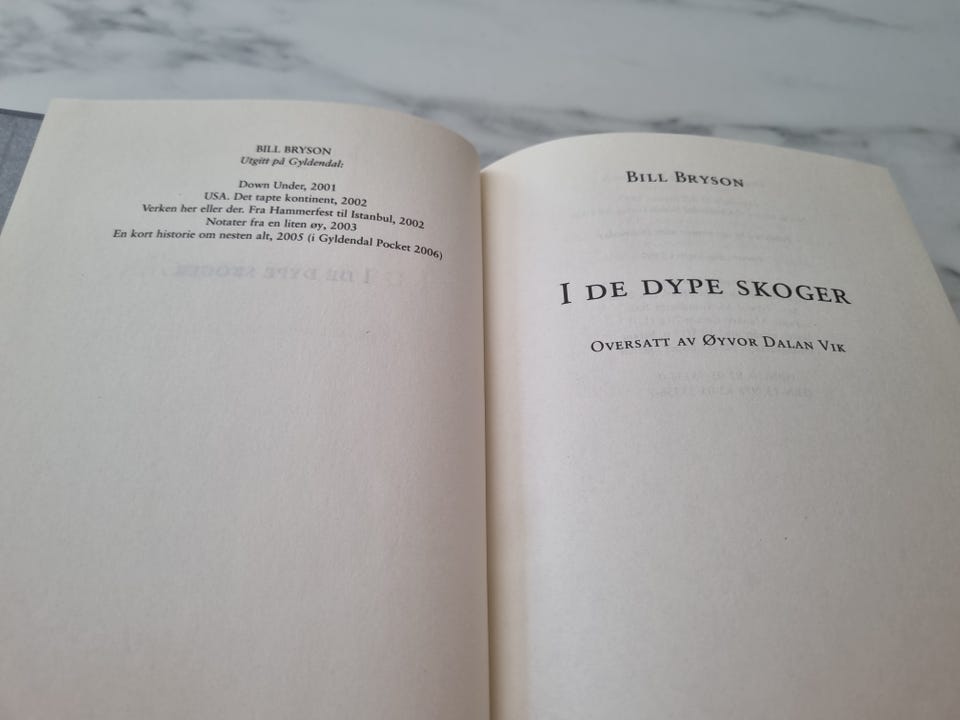 BILL BRYSON
Utgitt på Gyldendal:
Down Under, 2001
USA. Det tapte kontinent, 2002
Verken her eller der. Fra Hammerfest til Istanbul, 2002
Notater fra en liten øy, 2003
En kort historie om nesten alt, 2005 (i Gyldendal Pocket 2006)
BILL BRYSON
I DE DYPE SKOGER
OVERSATT AV ØYVOR DALAN VIK